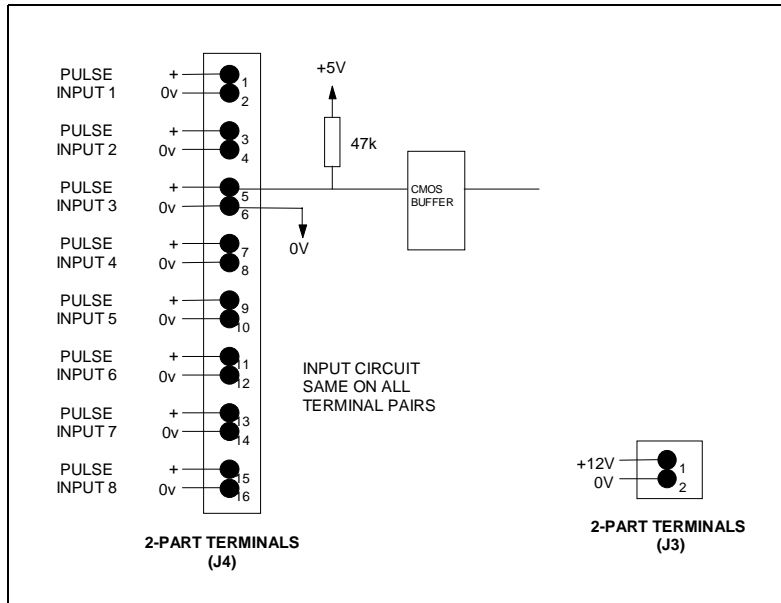 PULSE + 1
INPUT 1 0v 2
PULSE + 3
INPUT 2 0v 4
PULSE + 5
INPUT 3 0v 6
PULSE + 7
INPUT 4 0v 8
PULSE + 9
INPUT 5 0v 10
PULSE + 11
INPUT 6 0v 12
PULSE + 13
INPUT 7 0v 14
PULSE + 15
INPUT 8 0v 16
2-PART TERMINALS
(J4)
+5V
47k
CMOS
BUFFER
0V
INPUT CIRCUIT
SAME ON ALL
TERMINAL PAIRS
+12V 1
0V 2
2-PART TERMINALS
(J3)